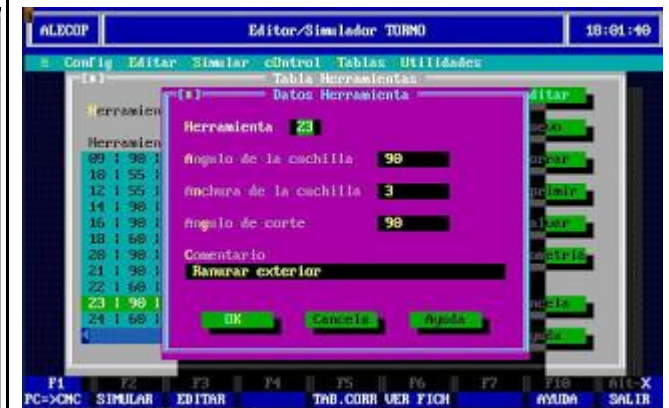 ALECOP Editor/Simulador TORNO 18:01:40
≡ Config Editar Simular cOntrol Tablas Utilidades
Tabla Herramientas
Datos Herramienta
Herramien
Herramienta 23
Herramien
09 | 90 |
10 | 55 |
12 | 55 |
14 | 90 |
16 | 90 |
18 | 60 |
20 | 90 |
21 | 90 |
22 | 60 |
23 | 90 |
24 | 60 |
Angulo de la cuchilla 90
Anchura de la cuchilla 3
Angulo de corte 90
Comentario
Ranurar exterior
OK Cancela Ayuda
F1 F2 F3 F4 F5 F6 F7 F10 Alt-X
PC=>CNC SIMULAR EDITAR TAB.CORR VER FICH AYUDA SALIR